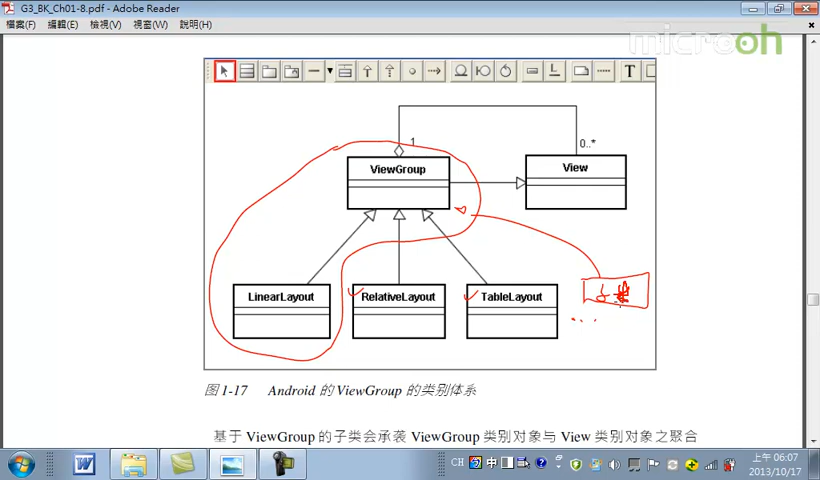 G3_BK_Ch01-8.pdf - Adobe Reader
檔案(F) 編輯(E) 檢視(V) 視窗(W) 說明(H)
microoh
T
1
0..*
ViewGroup
View
LinearLayout
RelativeLayout
TableLayout
...
图 1-17 Android 的 ViewGroup 的类别体系
基于 ViewGroup 的子类会承袭 ViewGroup 类别对象与 View 类别对象之聚合
CH 中
上午 06:07
2013/10/17